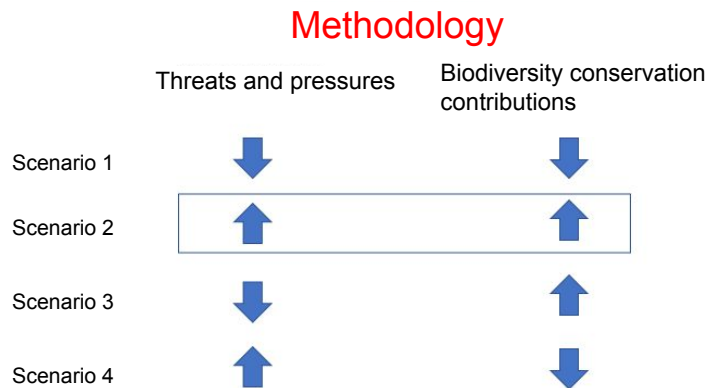 Methodology
Threats and pressures
Biodiversity conservation
contributions
Scenario 1
Scenario 2
Scenario 3
Scenario 4